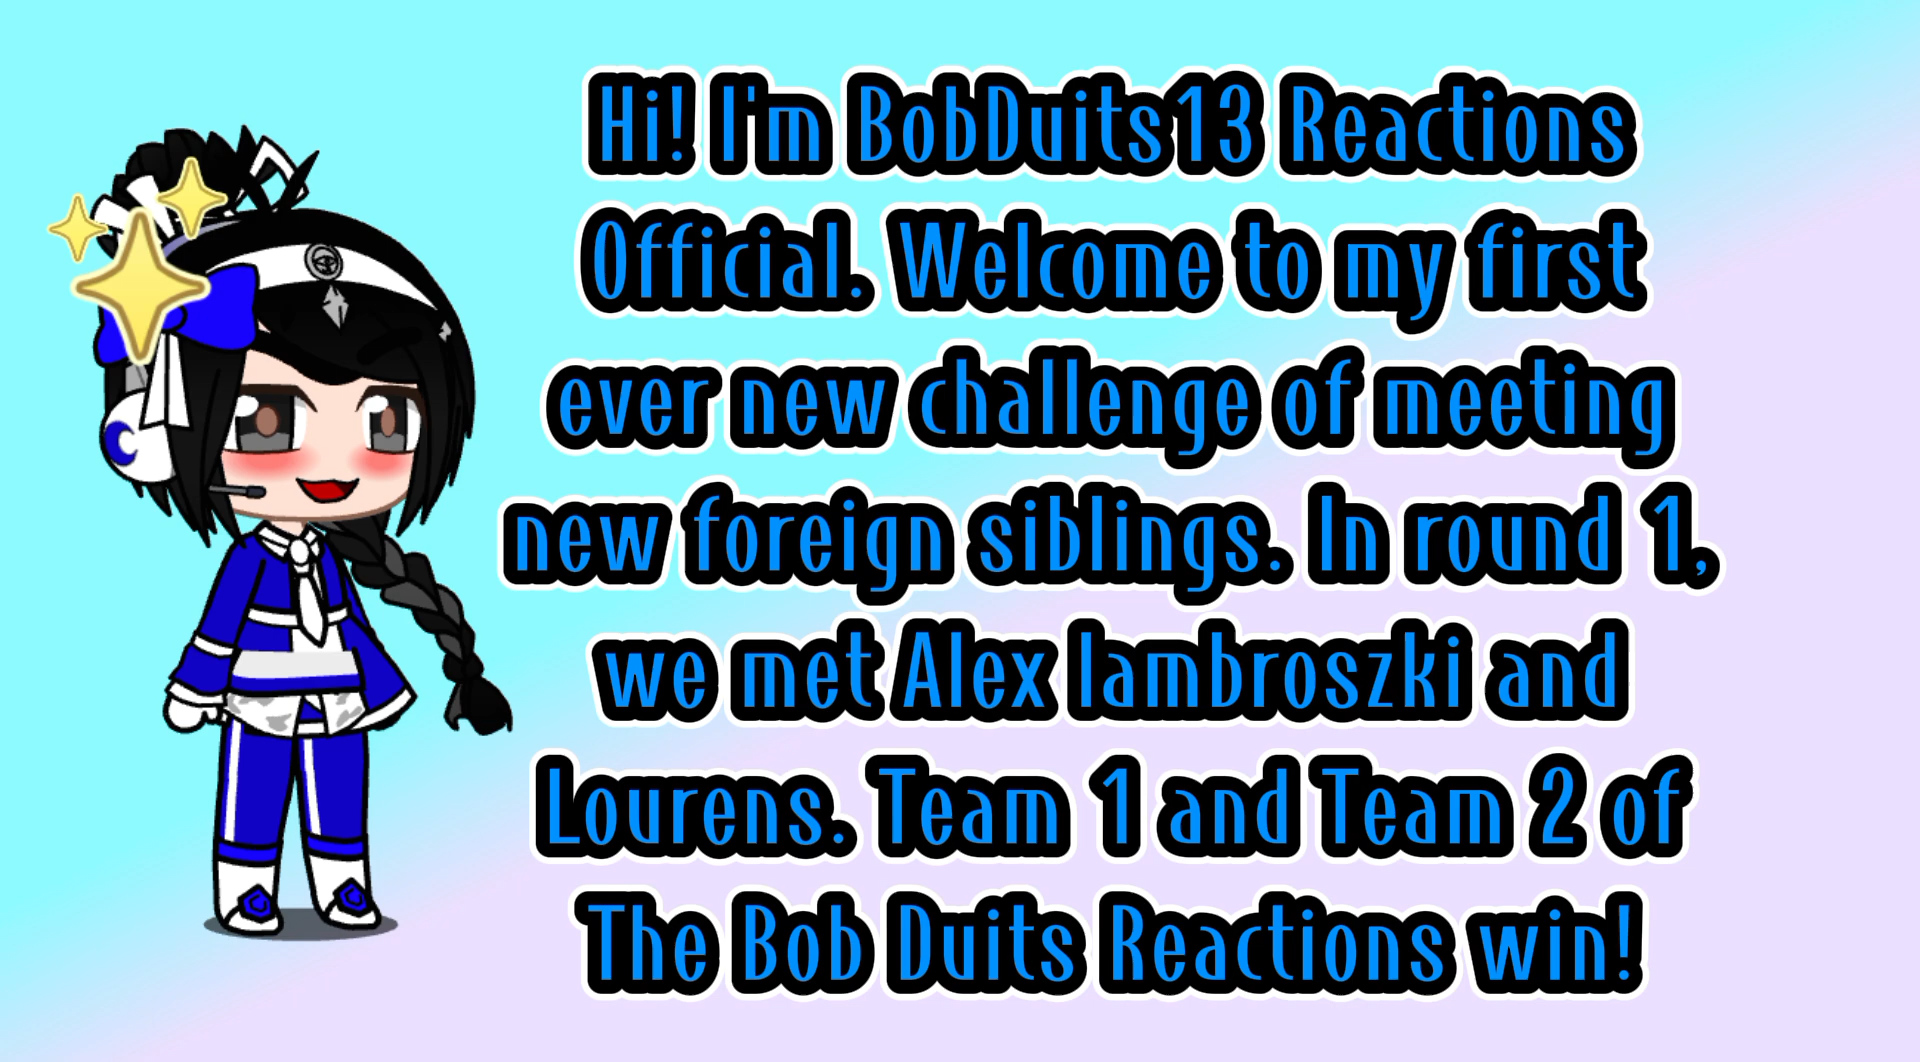 Hi! I'm BobDuits13 Reactions
Official. Welcome to my first
ever new challenge of meeting
new foreign siblings. In round 1,
we met Alex Iambroszki and
Lourens. Team 1 and Team 2 of
The Bob Duits Reactions win!